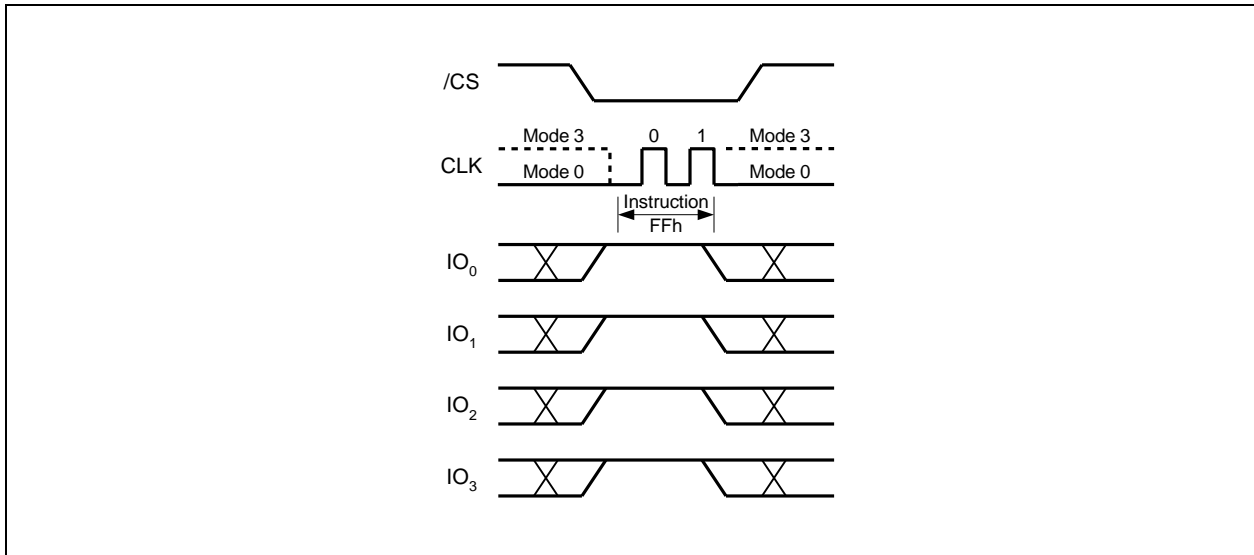 /CS
Mode 3 0 1 Mode 3
CLK
Mode 0 Mode 0
Instruction
FFh
IO0
IO1
IO2
IO3